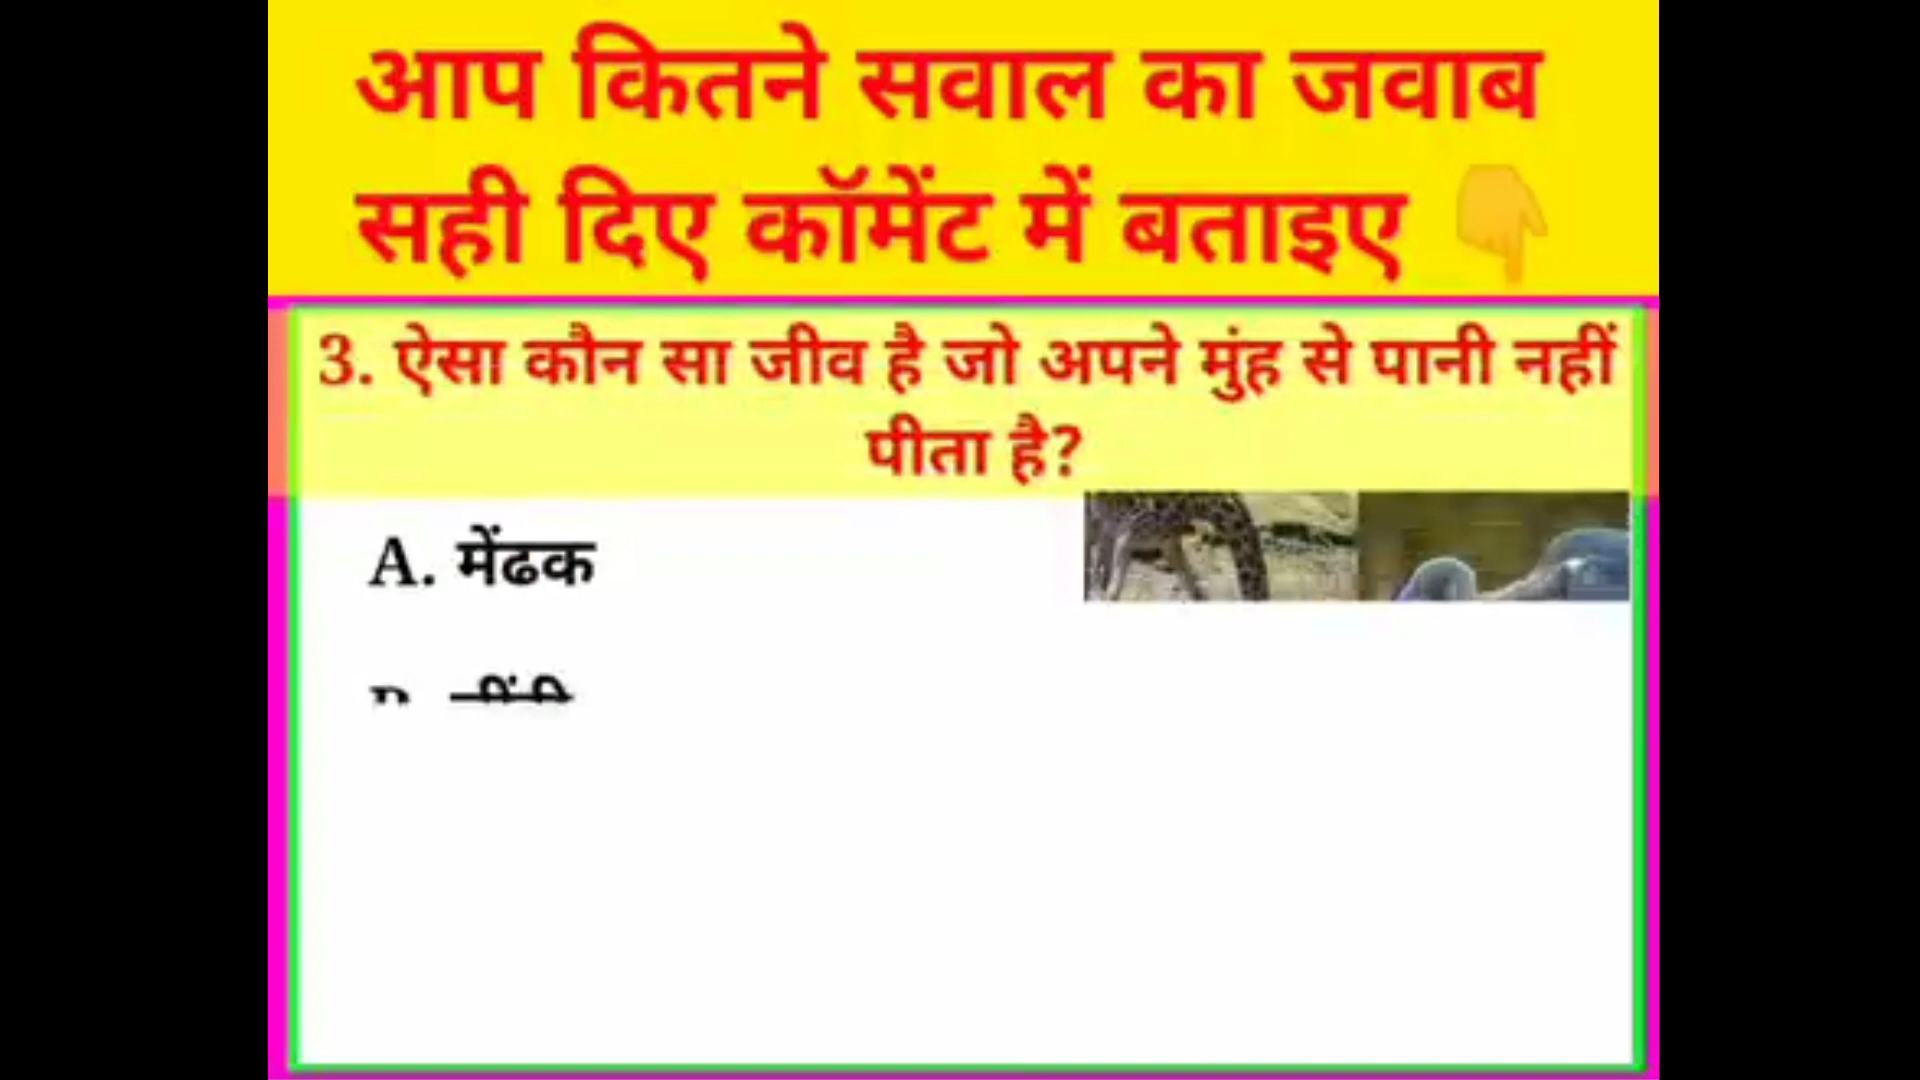 आप कितने सवाल का जवाब
सही दिए कॉमेंट में बताइए 👇
3. ऐसा कौन सा जीव है जो अपने मुंह से पानी नहीं
पीता है?
A. मेंढक